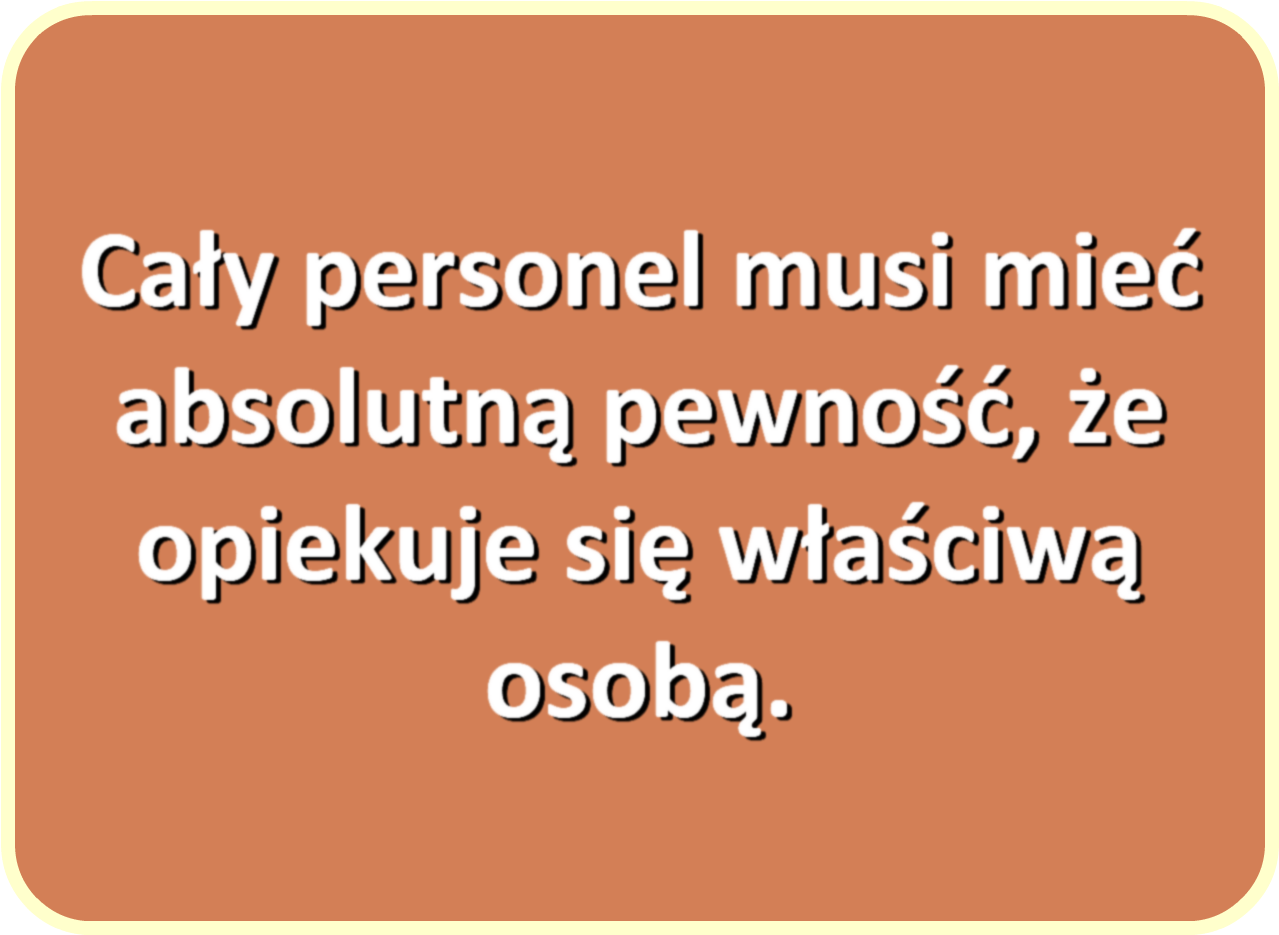 Cały personel musi mieć
absolutną pewność, że
opiekuje się właściwą
osobą.